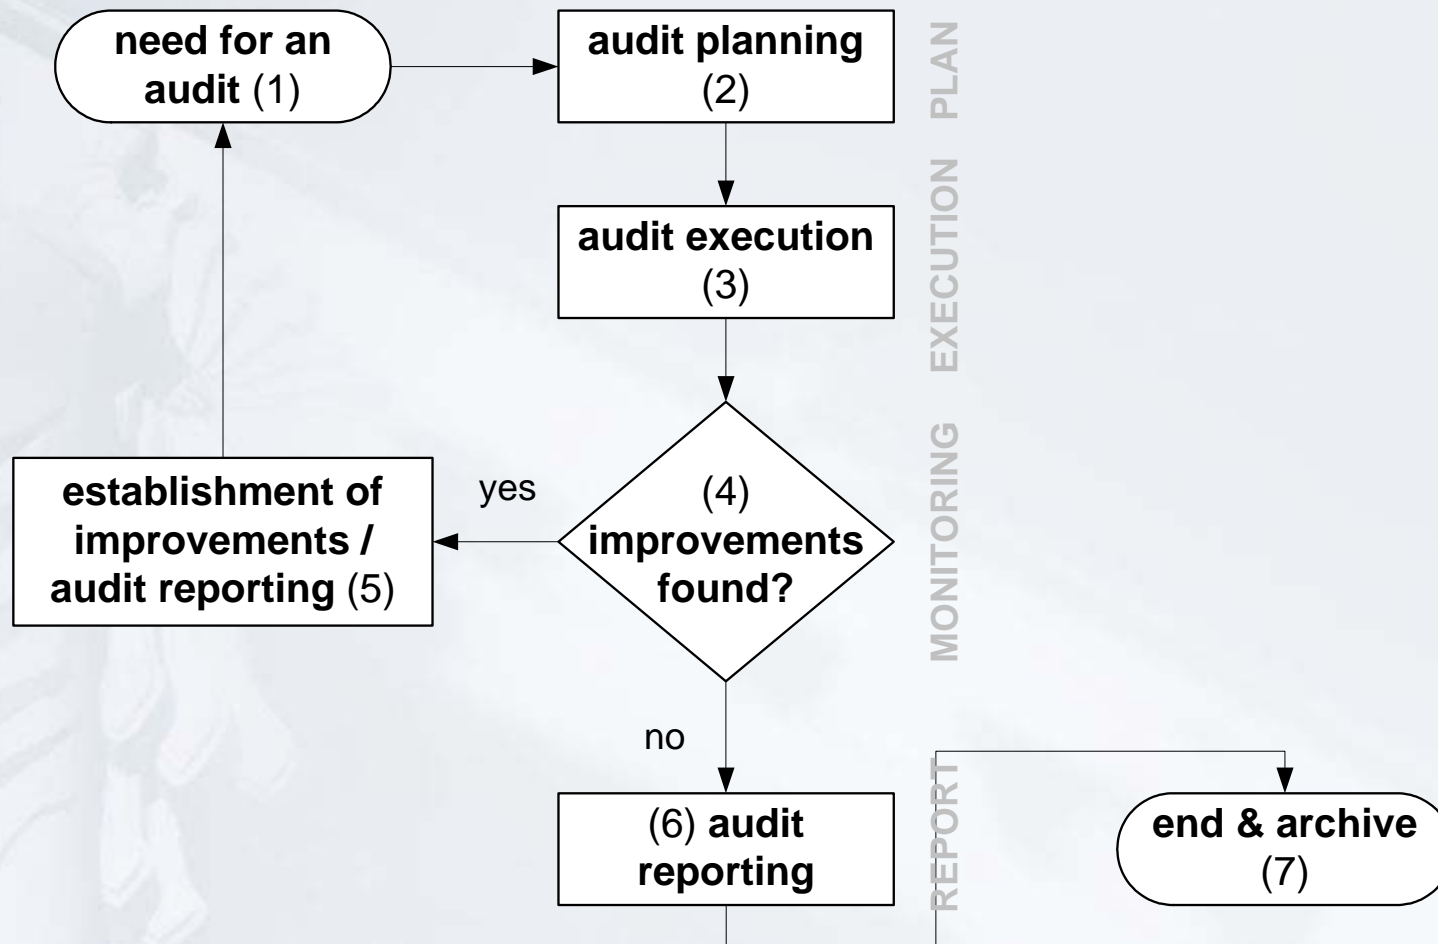 need for an
audit (1)
audit planning
(2)
PLAN
audit execution
(3)
EXECUTION
(4)
improvements
found?
MONITORING
yes
establishment of
improvements /
audit reporting (5)
no
(6) audit
reporting
REPORT
end & archive
(7)